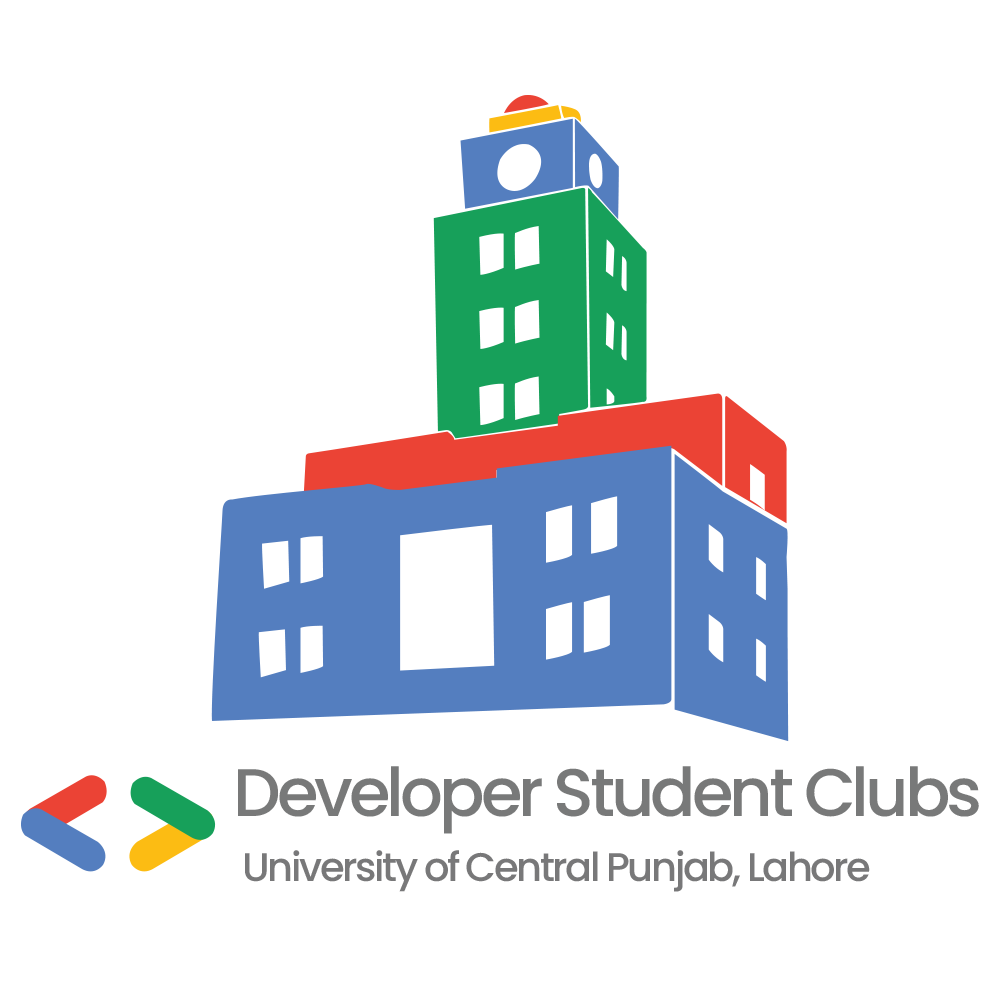 Developer Student Clubs
University of Central Punjab, Lahore